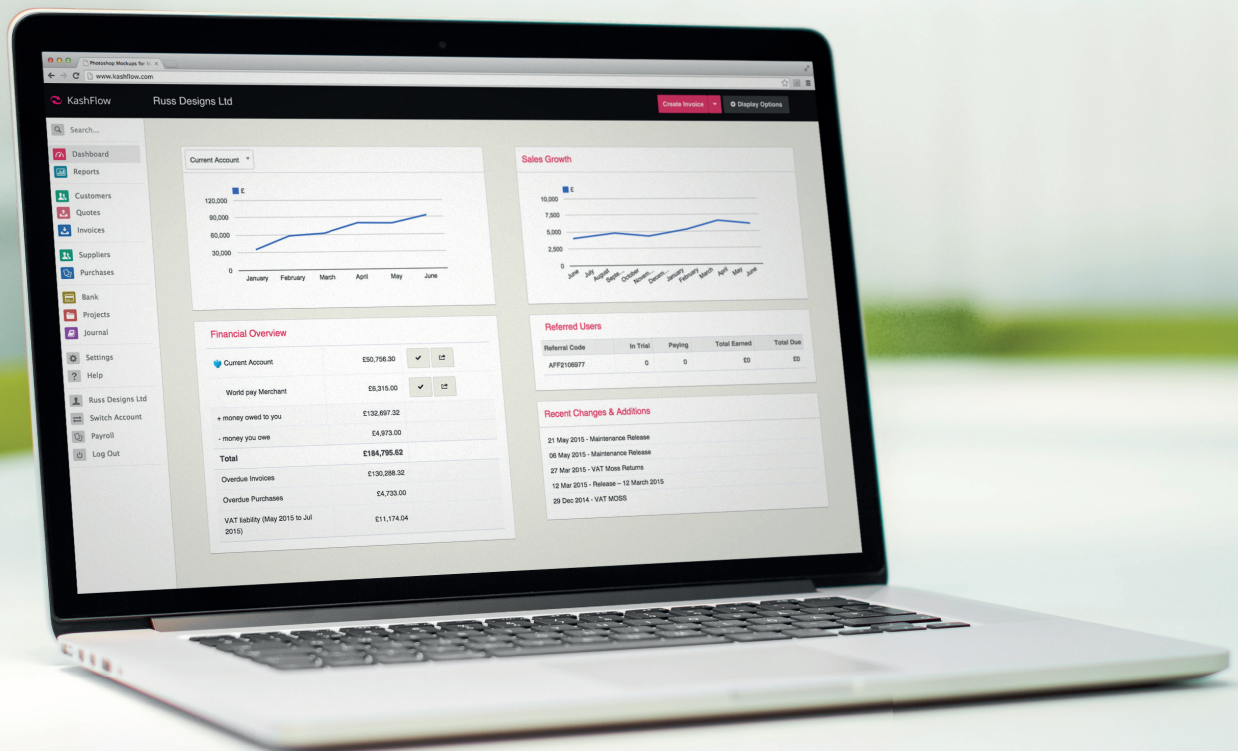 Photoshop Mockups for
www.kashflow.com
KashFlow
Russ Designs Ltd
Create Invoice
Display Options
Search...
Dashboard
Reports
Customers
Quotes
Invoices
Suppliers
Purchases
Bank
Projects
Journal
Settings
? Help
Russ Designs Ltd
Switch Account
Payroll
Log Out
Current Account
£
120,000
90,000
60,000
30,000
0
January February March April May June
Sales Growth
£
10,000
7,500
5,000
2,500
0
June July August Septe... October Novem... Decem... January February March April May June
Financial Overview
Current Account £50,756.30
World pay Merchant £6,315.00
+ money owed to you £132,697.32
- money you owe £4,973.00
Total £184,795.62
Overdue Invoices £130,288.32
Overdue Purchases £4,733.00
VAT liability (May 2015 to Jul £11,174.04
2015)
Referred Users
Referral Code In Trial Paying Total Earned Total Due
AFF2106977 0 0 £0 £0
Recent Changes & Additions
21 May 2015 - Maintenance Release
06 May 2015 - Maintenance Release
27 Mar 2015 - VAT Moss Returns
12 Mar 2015 - Release – 12 March 2015
29 Dec 2014 - VAT MOSS